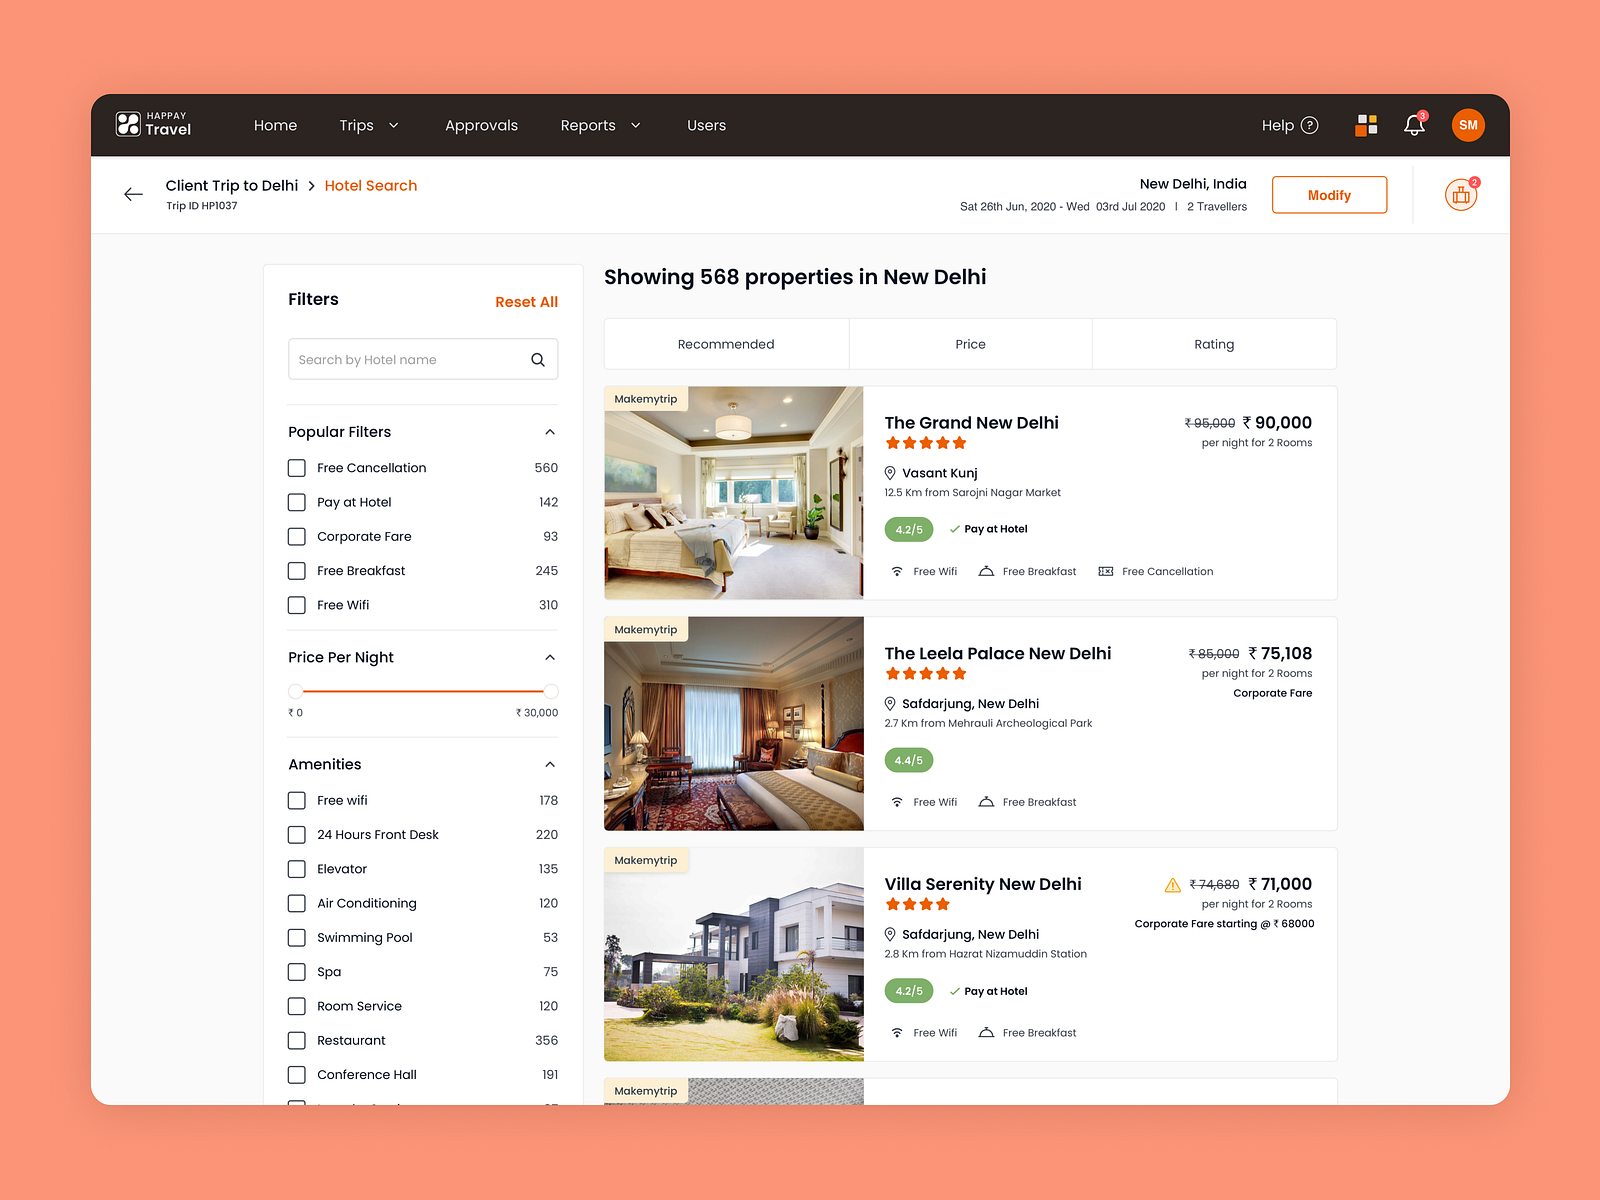 HAPPAY
Travel
Home
Trips
Approvals
Reports
Users
Help ?
3
SM
Client Trip to Delhi > Hotel Search
Trip ID HP1037
New Delhi, India
Sat 26th Jun, 2020 - Wed 03rd Jul 2020 | 2 Travellers
Modify
2
Filters
Reset All
Search by Hotel name
Popular Filters
Free Cancellation 560
Pay at Hotel 142
Corporate Fare 93
Free Breakfast 245
Free Wifi 310
Price Per Night
₹ 0
₹ 30,000
Amenities
Free wifi 178
24 Hours Front Desk 220
Elevator 135
Air Conditioning 120
Swimming Pool 53
Spa 75
Room Service 120
Restaurant 356
Conference Hall 191
Showing 568 properties in New Delhi
Recommended
Price
Rating
Makemytrip
The Grand New Delhi
₹ 95,000 ₹ 90,000
per night for 2 Rooms
Vasant Kunj
12.5 Km from Sarojni Nagar Market
4.2/5
Pay at Hotel
Free Wifi
Free Breakfast
Free Cancellation
Makemytrip
The Leela Palace New Delhi
₹ 85,000 ₹ 75,108
per night for 2 Rooms
Corporate Fare
Safdarjung, New Delhi
2.7 Km from Mehrauli Archeological Park
4.4/5
Free Wifi
Free Breakfast
Makemytrip
Villa Serenity New Delhi
₹ 74,680 ₹ 71,000
per night for 2 Rooms
Corporate Fare starting @ ₹ 68000
Safdarjung, New Delhi
2.8 Km from Hazrat Nizamuddin Station
4.2/5
Pay at Hotel
Free Wifi
Free Breakfast
Makemytrip